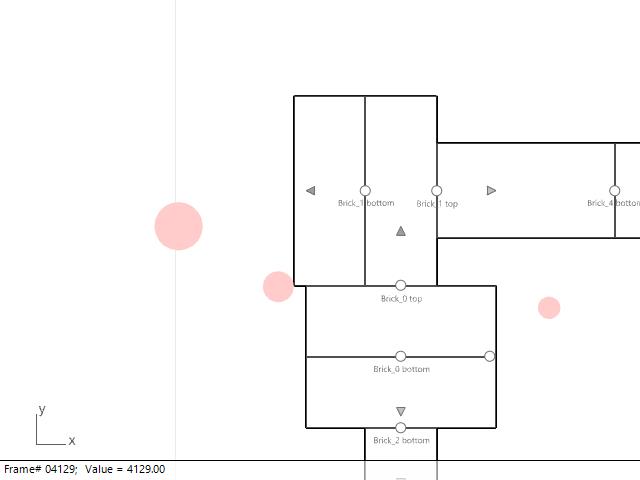 Brick_1 bottom
Brick_1 top
Brick_4 bottom
Brick_0 top
Brick_0 bottom
y
Brick_2 bottom
x
Frame# 04129; Value = 4129.00